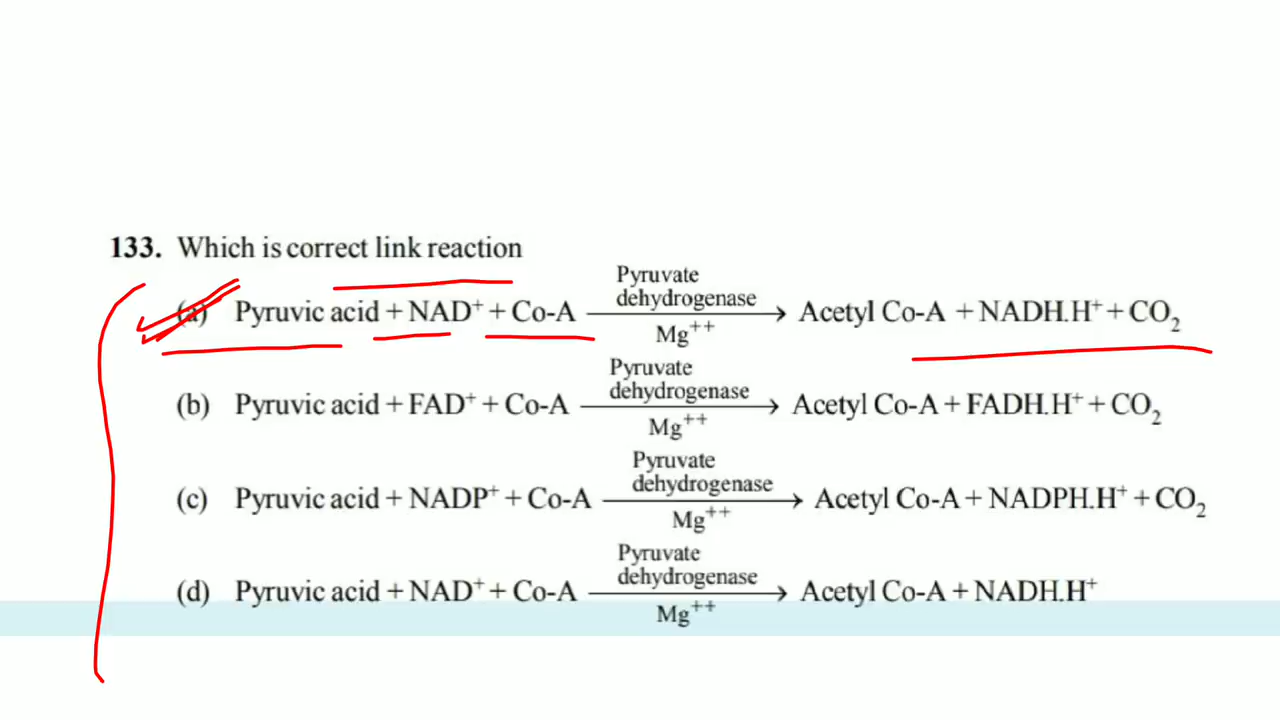 133. Which is correct link reaction
(a) Pyruvic acid + NAD⁺ + Co-A Pyruvate dehydrogenase Mg⁺⁺ → Acetyl Co-A + NADH.H⁺ + CO₂
(b) Pyruvic acid + FAD⁺ + Co-A Pyruvate dehydrogenase Mg⁺⁺ → Acetyl Co-A + FADH.H⁺ + CO₂
(c) Pyruvic acid + NADP⁺ + Co-A Pyruvate dehydrogenase Mg⁺⁺ → Acetyl Co-A + NADPH.H⁺ + CO₂
(d) Pyruvic acid + NAD⁺ + Co-A Pyruvate dehydrogenase Mg⁺⁺ → Acetyl Co-A + NADH.H⁺